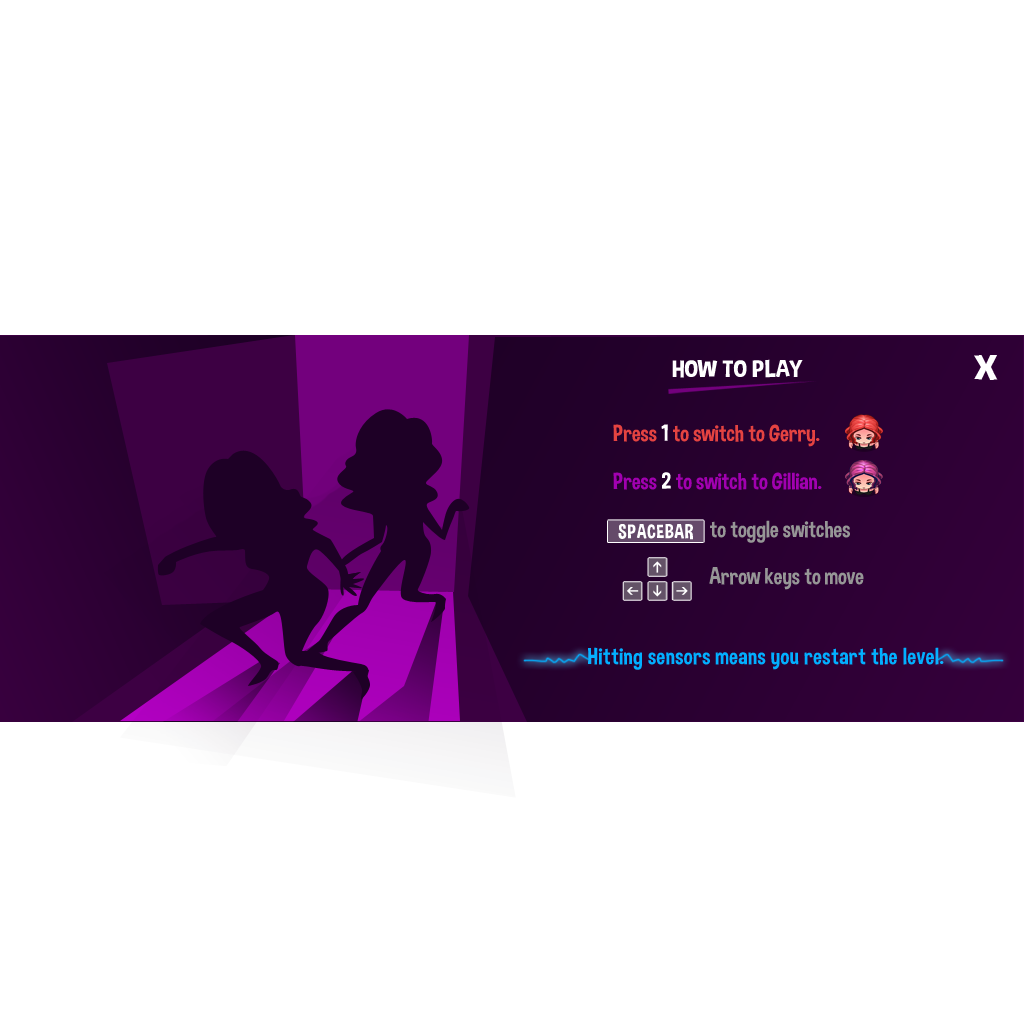 HOW TO PLAY
X
Press 1 to switch to Gerry.
Press 2 to switch to Gillian.
SPACEBAR to toggle switches
↑
← ↓ → Arrow keys to move
Hitting sensors means you restart the level.